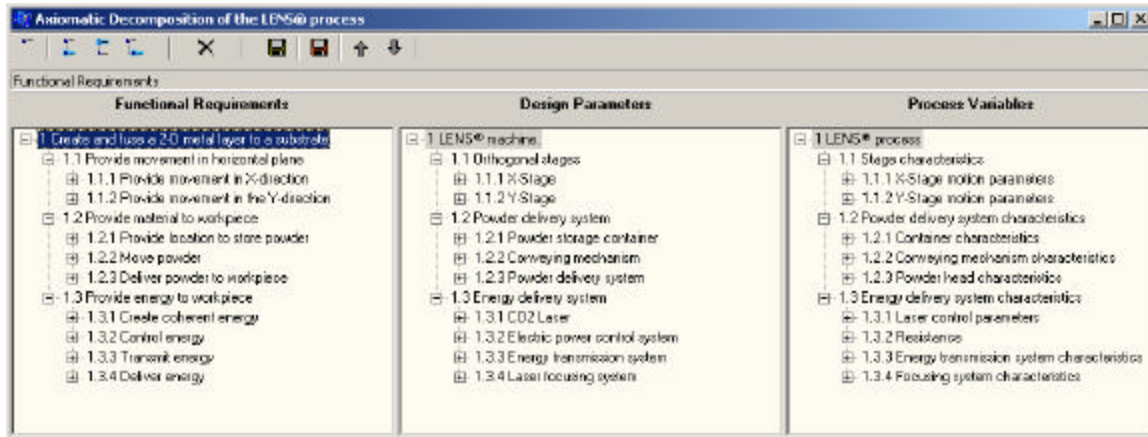 Axiomatic Decomposition of the LENS® process
Functional Requirements
Functional Requirements
1 Create and fuse a 2-D metal layer to a substrate
1.1 Provide movement in horizontal plane
1.1.1 Provide movement in X-direction
1.1.2 Provide movement in the Y-direction
1.2 Provide material to workpiece
1.2.1 Provide location to store powder
1.2.2 Move powder
1.2.3 Deliver powder to workpiece
1.3 Provide energy to workpiece
1.3.1 Create coherent energy
1.3.2 Control energy
1.3.3 Transmit energy
1.3.4 Deliver energy
Design Parameters
1 LENS® machine
1.1 Orthogonal stages
1.1.1 X-Stage
1.1.2 Y-Stage
1.2 Powder delivery system
1.2.1 Powder storage container
1.2.2 Conveying mechanism
1.2.3 Powder delivery system
1.3 Energy delivery system
1.3.1 CO2 Laser
1.3.2 Electric power control system
1.3.3 Energy transmission system
1.3.4 Laser focusing system
Process Variables
1 LENS® process
1.1 Stage characteristics
1.1.1 X-Stage motion parameters
1.1.2 Y-Stage motion parameters
1.2 Powder delivery system characteristics
1.2.1 Container characteristics
1.2.2 Conveying mechanism characteristics
1.2.3 Powder head characteristics
1.3 Energy delivery system characteristics
1.3.1 Laser control parameters
1.3.2 Resistance
1.3.3 Energy transmission system characteristics
1.3.4 Focusing system characteristics